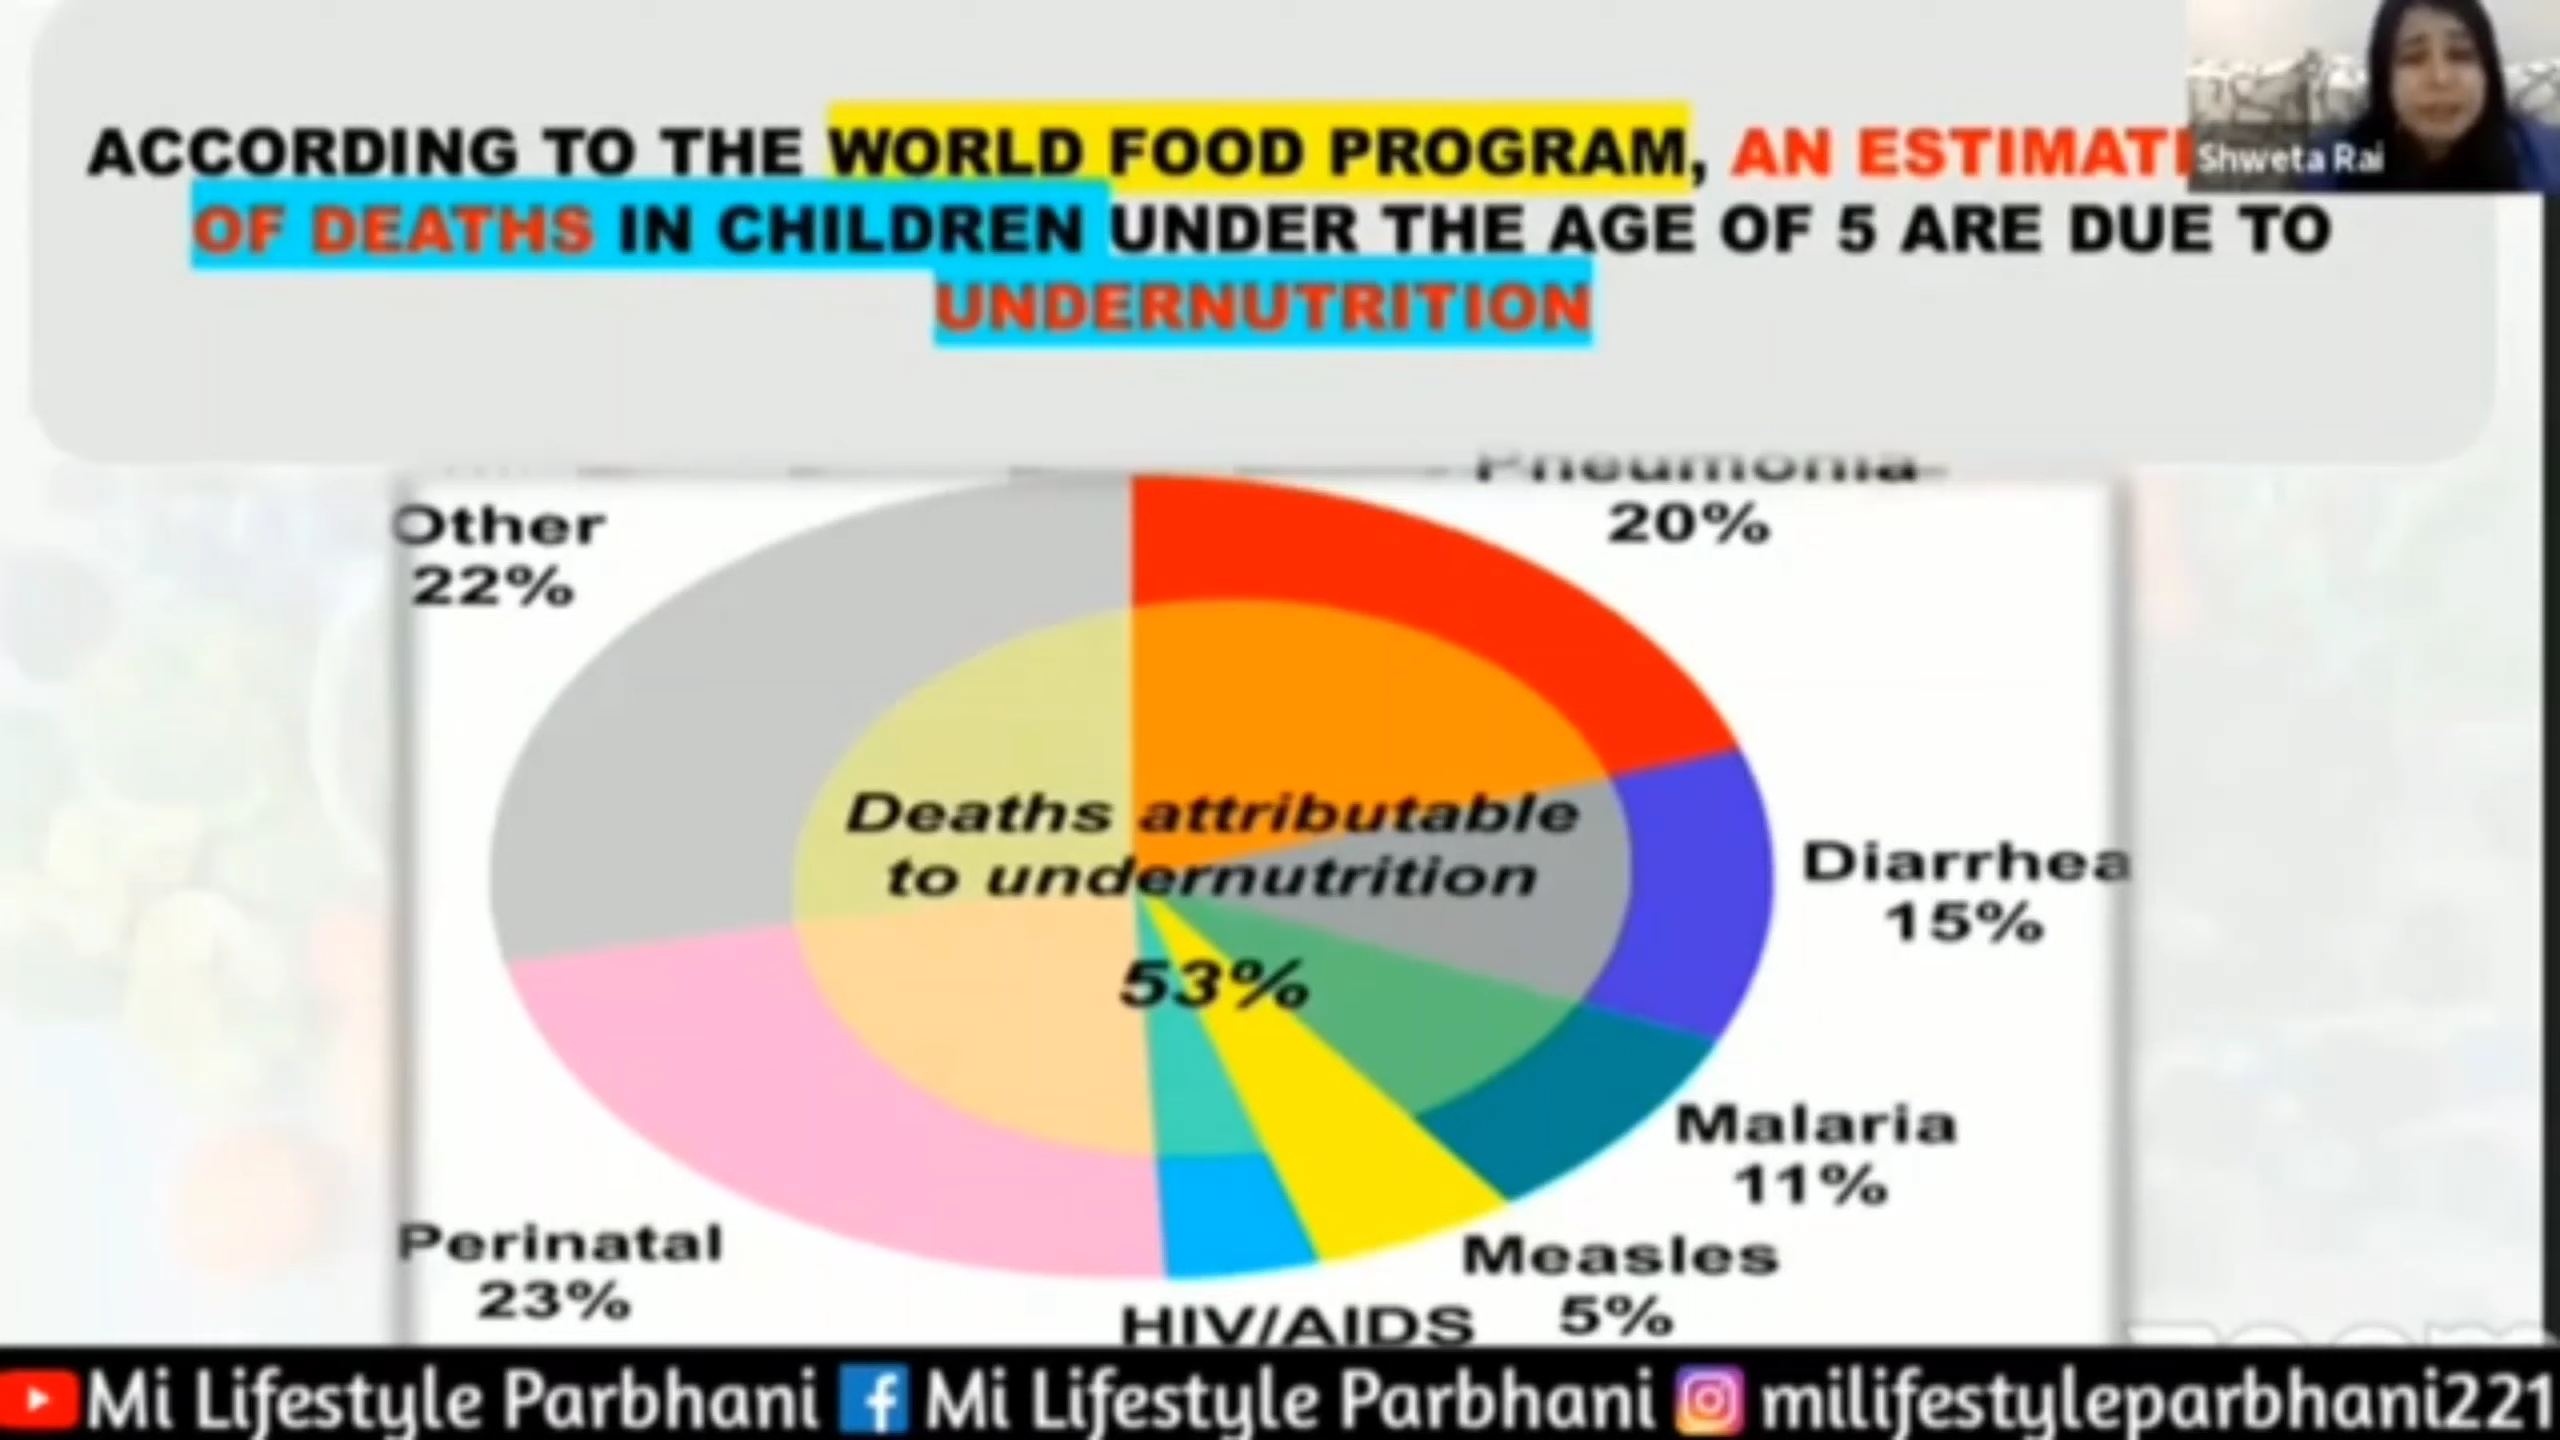 ACCORDING TO THE WORLD FOOD PROGRAM, AN ESTIMAT
OF DEATHS IN CHILDREN UNDER THE AGE OF 5 ARE DUE TO
UNDERNUTRITION
Shweta Rai
Other
22%
Pneumonia
20%
Deaths attributable
to undernutrition
53%
Diarrhea
15%
Malaria
11%
Perinatal
23%
Measles
5%
HIV/AIDS
Mi Lifestyle Parbhani Mi Lifestyle Parbhani milifestyleparbhani221